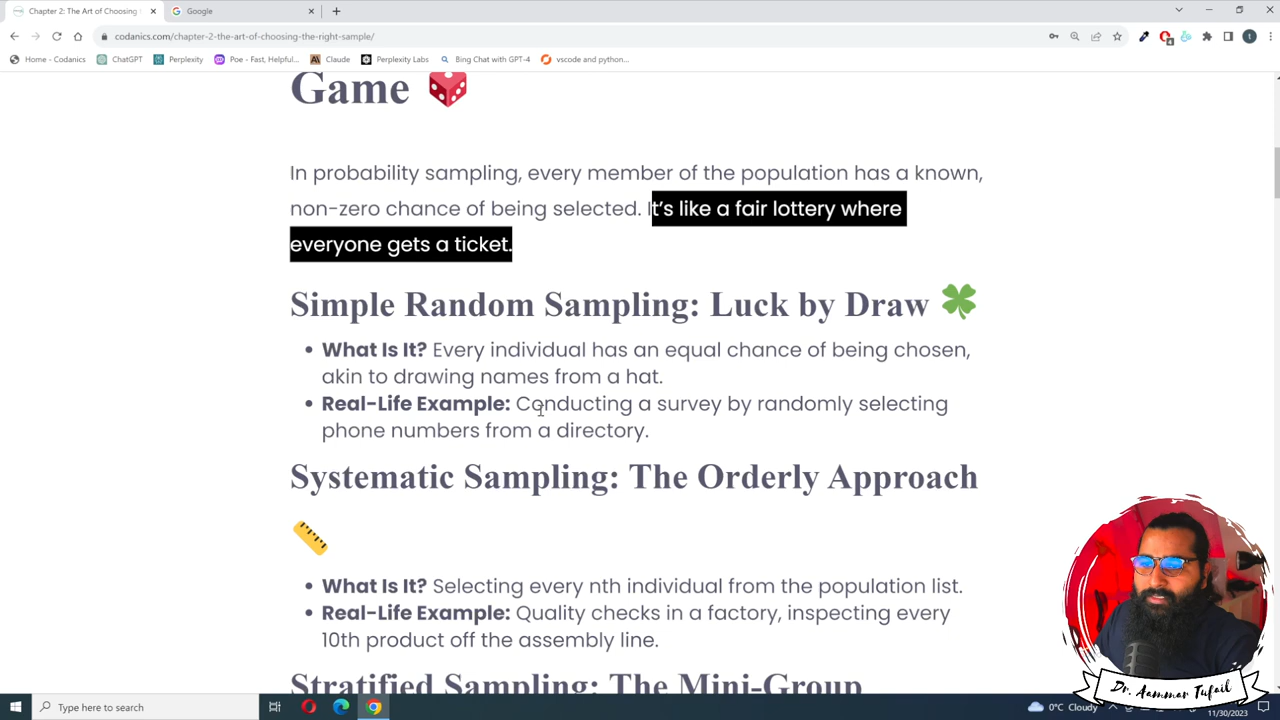 Chapter 2: The Art of Choosing
Google
codanics.com/chapter-2-the-art-of-choosing-the-right-sample/
Home - Codanics
ChatGPT
Perplexity
Poe - Fast, Helpful...
Claude
Perplexity Labs
Bing Chat with GPT-4
vscode and python...
Game
In probability sampling, every member of the population has a known,
non-zero chance of being selected. It's like a fair lottery where
everyone gets a ticket.
Simple Random Sampling: Luck by Draw
What Is It? Every individual has an equal chance of being chosen,
akin to drawing names from a hat.
Real-Life Example: Conducting a survey by randomly selecting
phone numbers from a directory.
Systematic Sampling: The Orderly Approach
What Is It? Selecting every nth individual from the population list.
Real-Life Example: Quality checks in a factory, inspecting every
10th product off the assembly line.
Stratified Sampling: The Mini-Group
Dr. Aammar Tufail
Type here to search
0°C Cloudy
11/30/2023